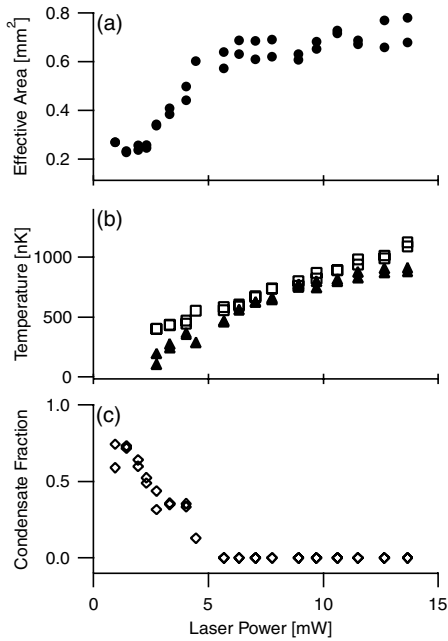 (a)
Effective Area [mm²]
0.8
0.6
0.4
0.2
(b)
Temperature [nK]
1000
500
0
(c)
Condensate Fraction
1.0
0.5
0.0
0 5 10 15
Laser Power [mW]